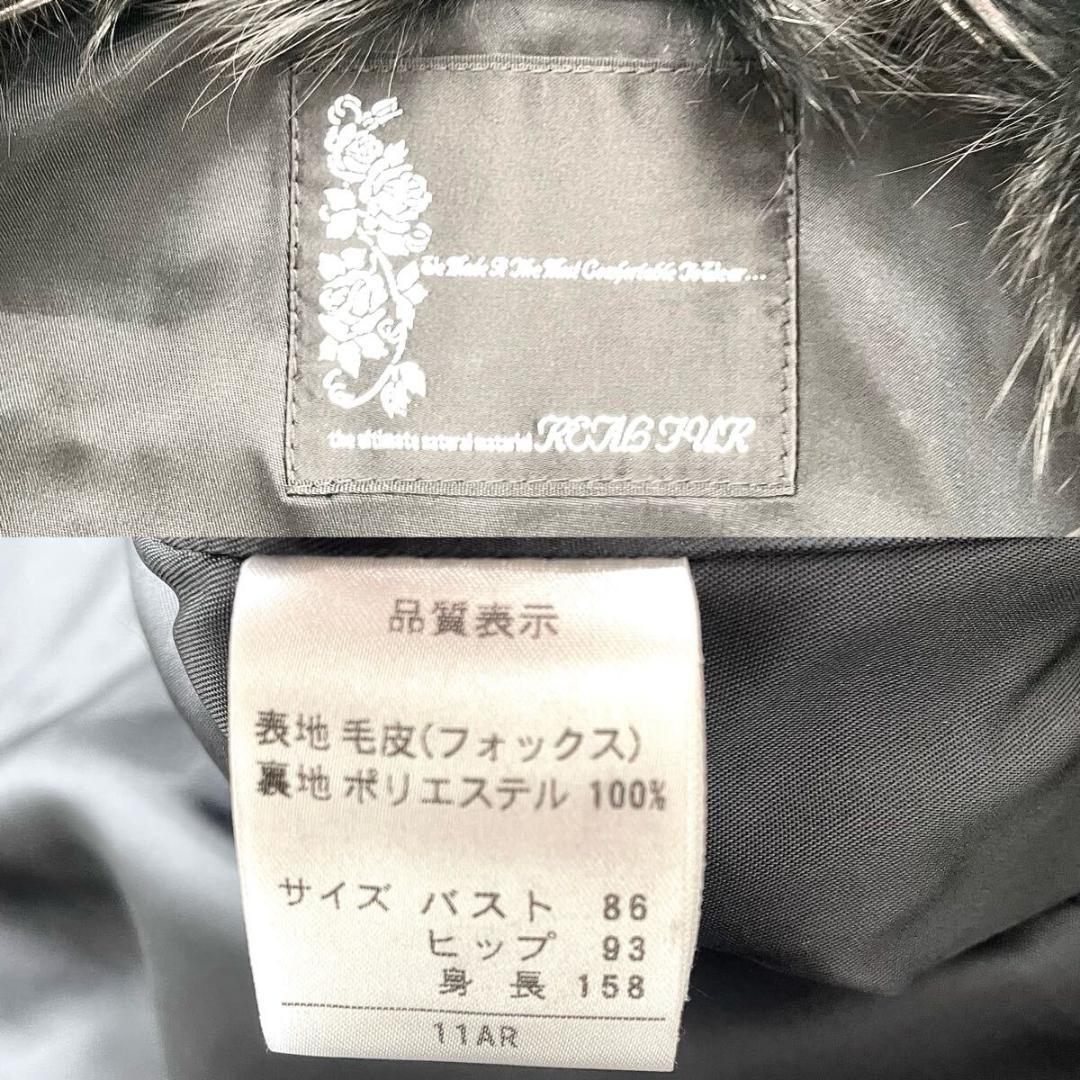 We Made It The Most Comfortable To Wear...
the ultimate natural material REAL FUR
品質表示
表地 毛皮(フォックス)
裏地 ポリエステル 100%
サイズ バスト 86
ヒップ 93
身長 158
11AR